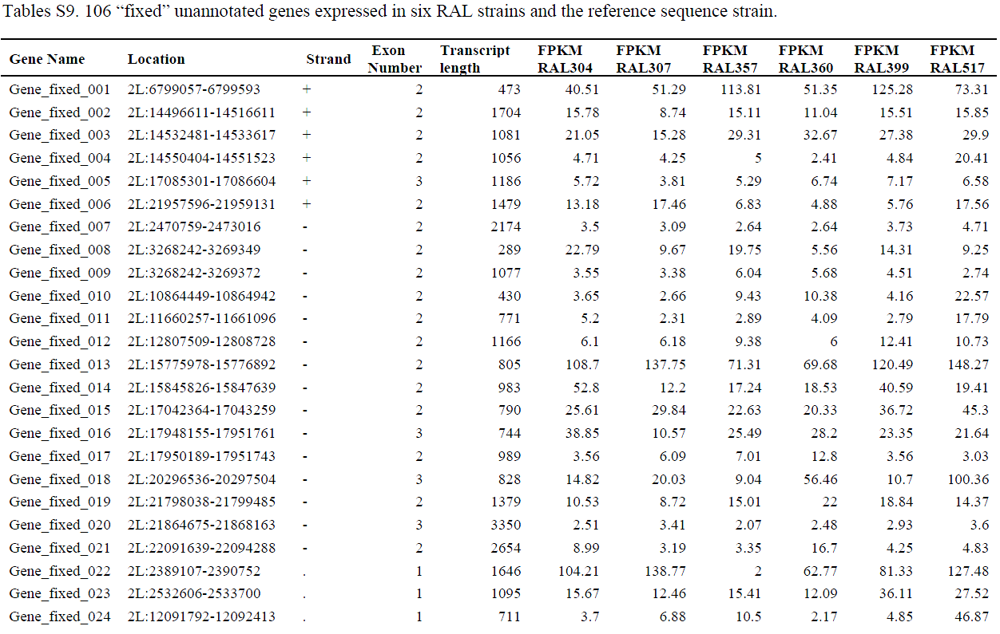 Tables S9. 106 “fixed” unannotated genes expressed in six RAL strains and the reference sequence strain.
Gene Name Location Strand Exon Number Transcript length FPKM RAL304 FPKM RAL307 FPKM RAL357 FPKM RAL360 FPKM RAL399 FPKM RAL517
Gene_fixed_001 2L:6799057-6799593 + 2 473 40.51 51.29 113.81 51.35 125.28 73.31
Gene_fixed_002 2L:14496611-14516611 + 2 1704 15.78 8.74 15.11 11.04 15.51 15.85
Gene_fixed_003 2L:14532481-14533617 + 2 1081 21.05 15.28 29.31 32.67 27.38 29.9
Gene_fixed_004 2L:14550404-14551523 + 2 1056 4.71 4.25 5 2.41 4.84 20.41
Gene_fixed_005 2L:17085301-17086604 + 3 1186 5.72 3.81 5.29 6.74 7.17 6.58
Gene_fixed_006 2L:21957596-21959131 + 2 1479 13.18 17.46 6.83 4.88 5.76 17.56
Gene_fixed_007 2L:2470759-2473016 - 2 2174 3.5 3.09 2.64 2.64 3.73 4.71
Gene_fixed_008 2L:3268242-3269349 - 2 289 22.79 9.67 19.75 5.56 14.31 9.25
Gene_fixed_009 2L:3268242-3269372 - 2 1077 3.55 3.38 6.04 5.68 4.51 2.74
Gene_fixed_010 2L:10864449-10864942 - 2 430 3.65 2.66 9.43 10.38 4.16 22.57
Gene_fixed_011 2L:11660257-11661096 - 2 771 5.2 2.31 2.89 4.09 2.79 17.79
Gene_fixed_012 2L:12807509-12808728 - 2 1166 6.1 6.18 9.38 6 12.41 10.73
Gene_fixed_013 2L:15775978-15776892 - 2 805 108.7 137.75 71.31 69.68 120.49 148.27
Gene_fixed_014 2L:15845826-15847639 - 2 983 52.8 12.2 17.24 18.53 40.59 19.41
Gene_fixed_015 2L:17042364-17043259 - 2 790 25.61 29.84 22.63 20.33 36.72 45.3
Gene_fixed_016 2L:17948155-17951761 - 3 744 38.85 10.57 25.49 28.2 23.35 21.64
Gene_fixed_017 2L:17950189-17951743 - 2 989 3.56 6.09 7.01 12.8 3.56 3.03
Gene_fixed_018 2L:20296536-20297504 - 3 828 14.82 20.03 9.04 56.46 10.7 100.36
Gene_fixed_019 2L:21798038-21799485 - 2 1379 10.53 8.72 15.01 22 18.84 14.37
Gene_fixed_020 2L:21864675-21868163 - 3 3350 2.51 3.41 2.07 2.48 2.93 3.6
Gene_fixed_021 2L:22091639-22094288 - 2 2654 8.99 3.19 3.35 16.7 4.25 4.83
Gene_fixed_022 2L:2389107-2390752 . 1 1646 104.21 138.77 2 62.77 81.33 127.48
Gene_fixed_023 2L:2532606-2533700 . 1 1095 15.67 12.46 15.41 12.09 36.11 27.52
Gene_fixed_024 2L:12091792-12092413 . 1 711 3.7 6.88 10.5 2.17 4.85 46.87